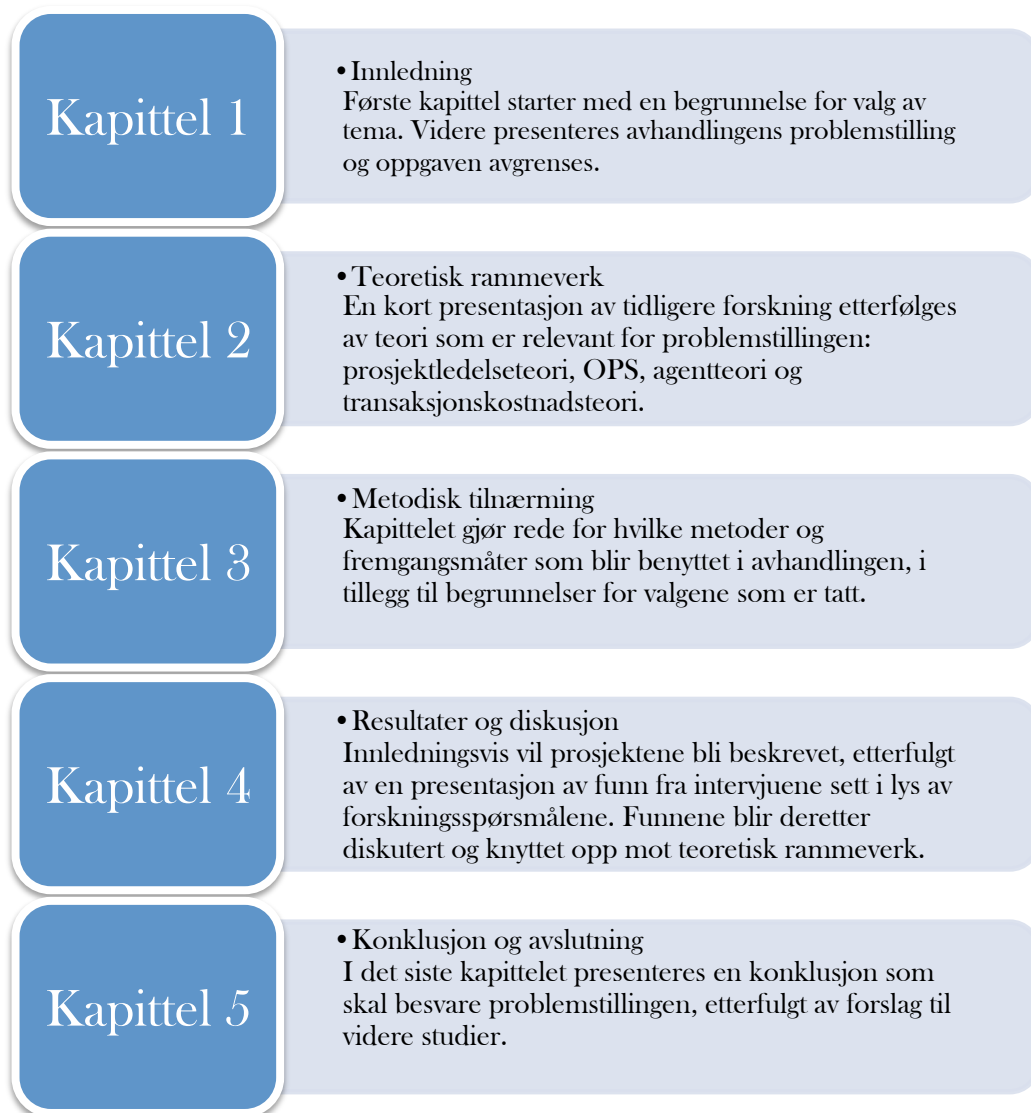 Kapittel 1
• Innledning
Første kapittel starter med en begrunnelse for valg av
tema. Videre presenteres avhandlingens problemstilling
og oppgaven avgrenses.
Kapittel 2
• Teoretisk rammeverk
En kort presentasjon av tidligere forskning etterfølges
av teori som er relevant for problemstillingen:
prosjektledelseteori, OPS, agentteori og
transaksjonskostnadsteori.
Kapittel 3
• Metodisk tilnærming
Kapittelet gjør rede for hvilke metoder og
fremgangsmåter som blir benyttet i avhandlingen, i
tillegg til begrunnelser for valgene som er tatt.
Kapittel 4
• Resultater og diskusjon
Innledningsvis vil prosjektene bli beskrevet, etterfulgt
av en presentasjon av funn fra intervjuene sett i lys av
forskningsspørsmålene. Funnene blir deretter
diskutert og knyttet opp mot teoretisk rammeverk.
Kapittel 5
• Konklusjon og avslutning
I det siste kapittelet presenteres en konklusjon som
skal besvare problemstillingen, etterfulgt av forslag til
videre studier.